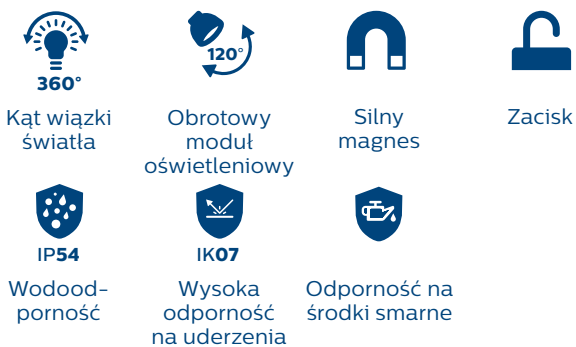 360°
Kąt wiązki
światła
120°
Obrotowy
moduł
oświetleniowy
Silny
magnes
Zacisk
IP54
Wodood-
porność
IK07
Wysoka
odporność
na uderzenia
Odporność na
środki smarne